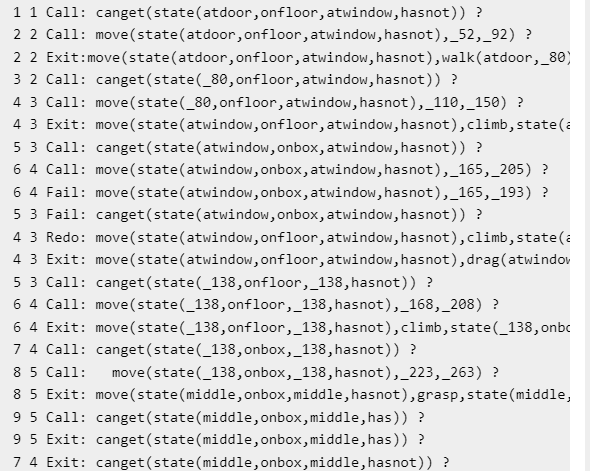 1 1 Call: canget(state(atdoor,onfloor,atwindow,hasnot)) ?
2 2 Call: move(state(atdoor,onfloor,atwindow,hasnot),_52,_92) ?
2 2 Exit:move(state(atdoor,onfloor,atwindow,hasnot),walk(atdoor,_80)
3 2 Call: canget(state(_80,onfloor,atwindow,hasnot)) ?
4 3 Call: move(state(_80,onfloor,atwindow,hasnot),_110,_150) ?
4 3 Exit: move(state(atwindow,onfloor,atwindow,hasnot),climb,state(a
5 3 Call: canget(state(atwindow,onbox,atwindow,hasnot)) ?
6 4 Call: move(state(atwindow,onbox,atwindow,hasnot),_165,_205) ?
6 4 Fail: move(state(atwindow,onbox,atwindow,hasnot),_165,_193) ?
5 3 Fail: canget(state(atwindow,onbox,atwindow,hasnot)) ?
4 3 Redo: move(state(atwindow,onfloor,atwindow,hasnot),climb,state(a
4 3 Exit: move(state(atwindow,onfloor,atwindow,hasnot),drag(atwindow
5 3 Call: canget(state(_138,onfloor,_138,hasnot)) ?
6 4 Call: move(state(_138,onfloor,_138,hasnot),_168,_208) ?
6 4 Exit: move(state(_138,onfloor,_138,hasnot),climb,state(_138,onbo
7 4 Call: canget(state(_138,onbox,_138,hasnot)) ?
8 5 Call:   move(state(_138,onbox,_138,hasnot),_223,_263) ?
8 5 Exit: move(state(middle,onbox,middle,hasnot),grasp,state(middle,
9 5 Call: canget(state(middle,onbox,middle,has)) ?
9 5 Exit: canget(state(middle,onbox,middle,has)) ?
7 4 Exit: canget(state(middle,onbox,middle,hasnot)) ?